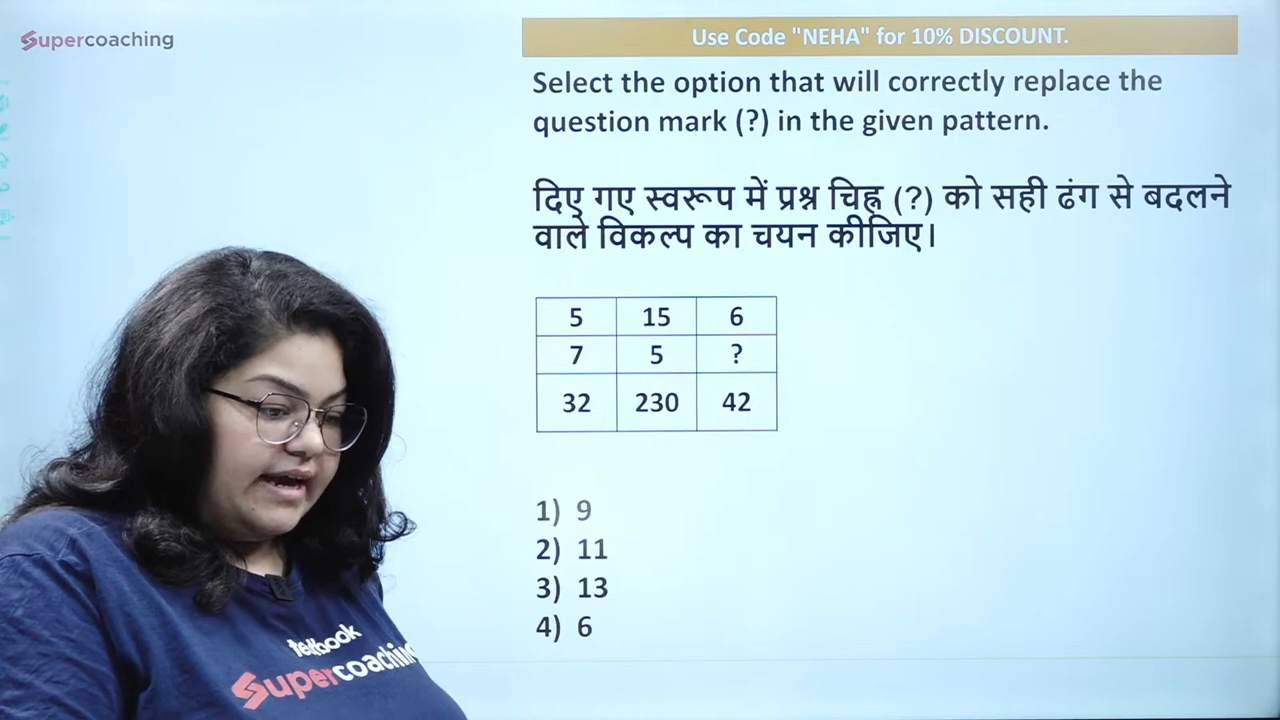 Supercoaching
Use Code "NEHA" for 10% DISCOUNT.
Select the option that will correctly replace the
question mark (?) in the given pattern.
दिए गए स्वरूप में प्रश्न चिह्न (?) को सही ढंग से बदलने
वाले विकल्प का चयन कीजिए।
5 15 6
7 5 ?
32 230 42
1) 9
2) 11
3) 13
4) 6
testbook
Supercoaching